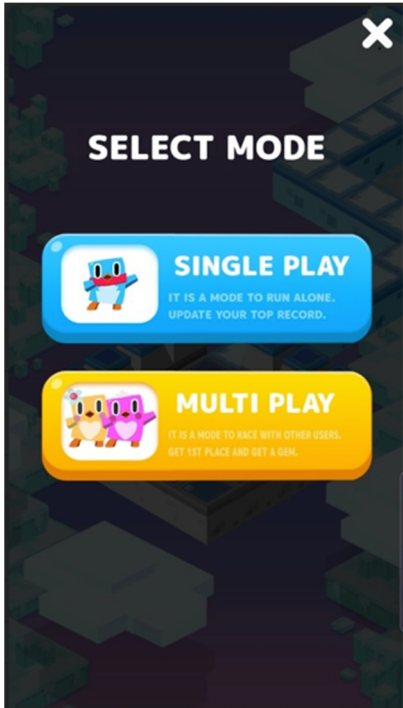 SELECT MODE
SINGLE PLAY
IT IS A MODE TO RUN ALONE.
UPDATE YOUR TOP RECORD.
MULTI PLAY
IT IS A MODE TO RACE WITH OTHER USERS.
GET 1ST PLACE AND GET A GEM.